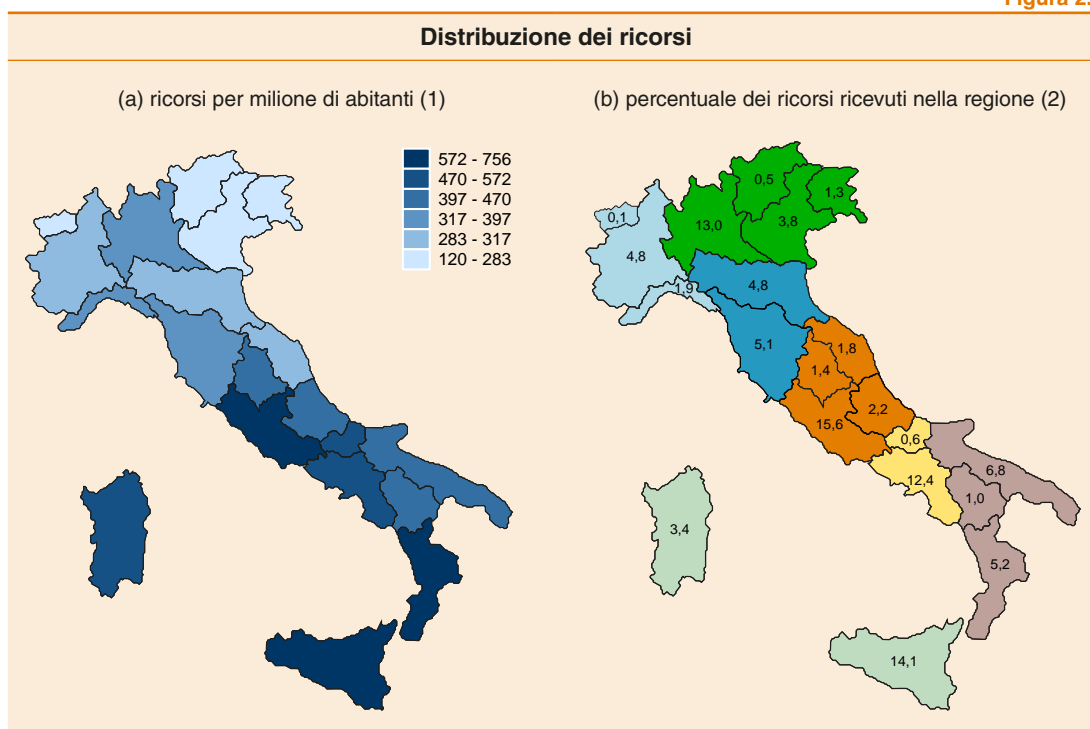 Figura 2.
Distribuzione dei ricorsi
(a) ricorsi per milione di abitanti (1)
572 - 756
470 - 572
397 - 470
317 - 397
283 - 317
120 - 283
(b) percentuale dei ricorsi ricevuti nella regione (2)
0,5
1,3
0,1
13,0
3,8
4,8
1,9
4,8
5,1
1,8
1,4
2,2
15,6
0,6
12,4
6,8
1,0
3,4
5,2
14,1